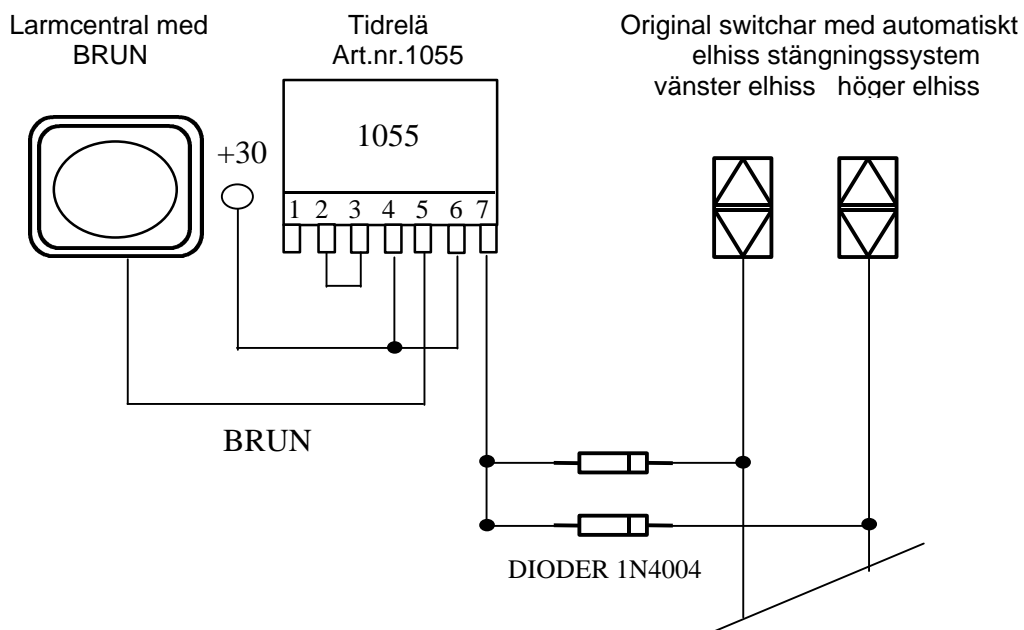 Larmcentral med
BRUN
Tidrelä
Art.nr.1055
Original switchar med automatiskt
elhiss stängningssystem
vänster elhiss höger elhiss
1055
+30
1 2 3 4 5 6 7
BRUN
DIODER 1N4004